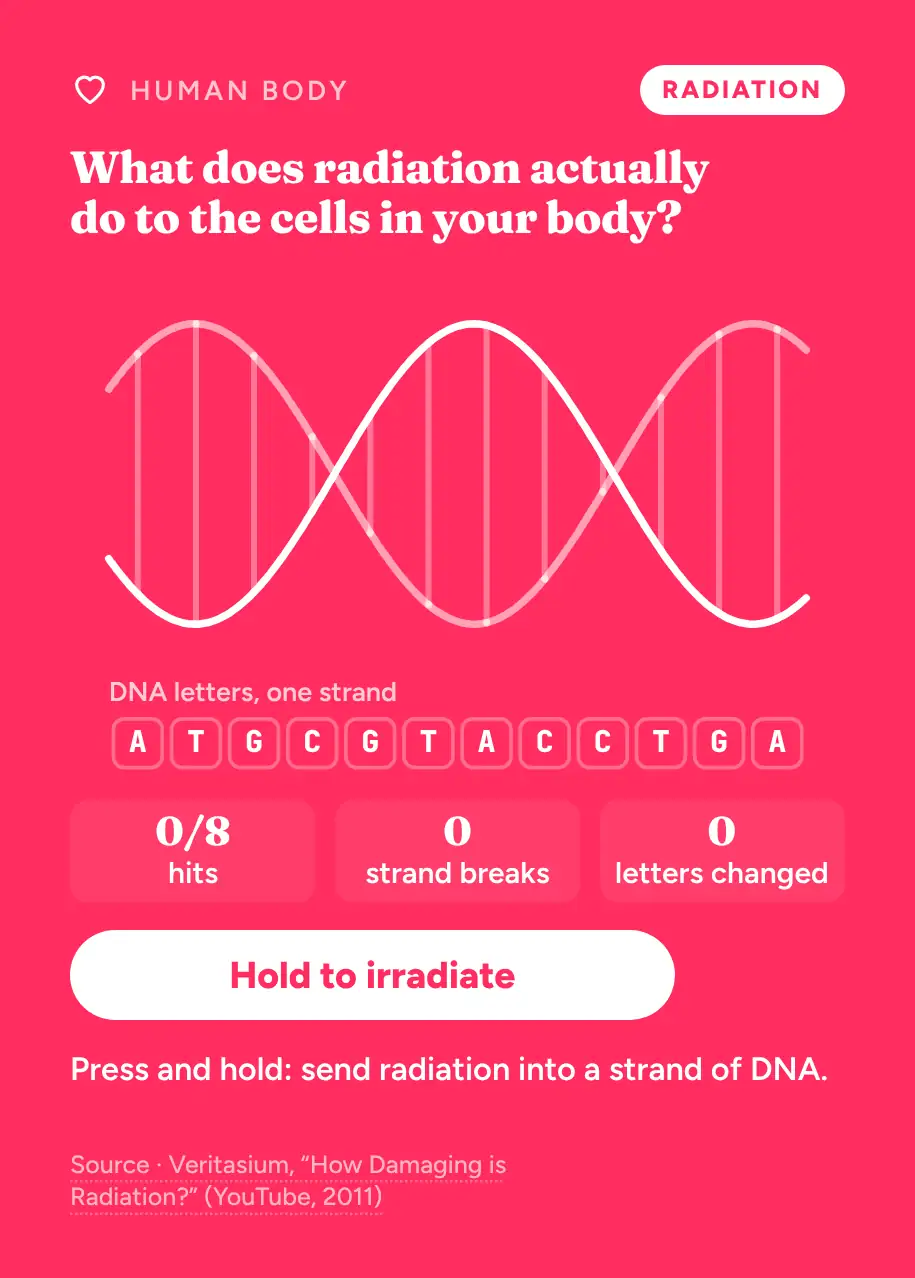 HUMAN BODY
RADIATION
What does radiation actually
do to the cells in your body?
DNA letters, one strand
A T G C G T A C C T G A
0/8
hits
0
strand breaks
0
letters changed
Hold to irradiate
Press and hold: send radiation into a strand of DNA.
Source · Veritasium, “How Damaging is
Radiation?” (YouTube, 2011)